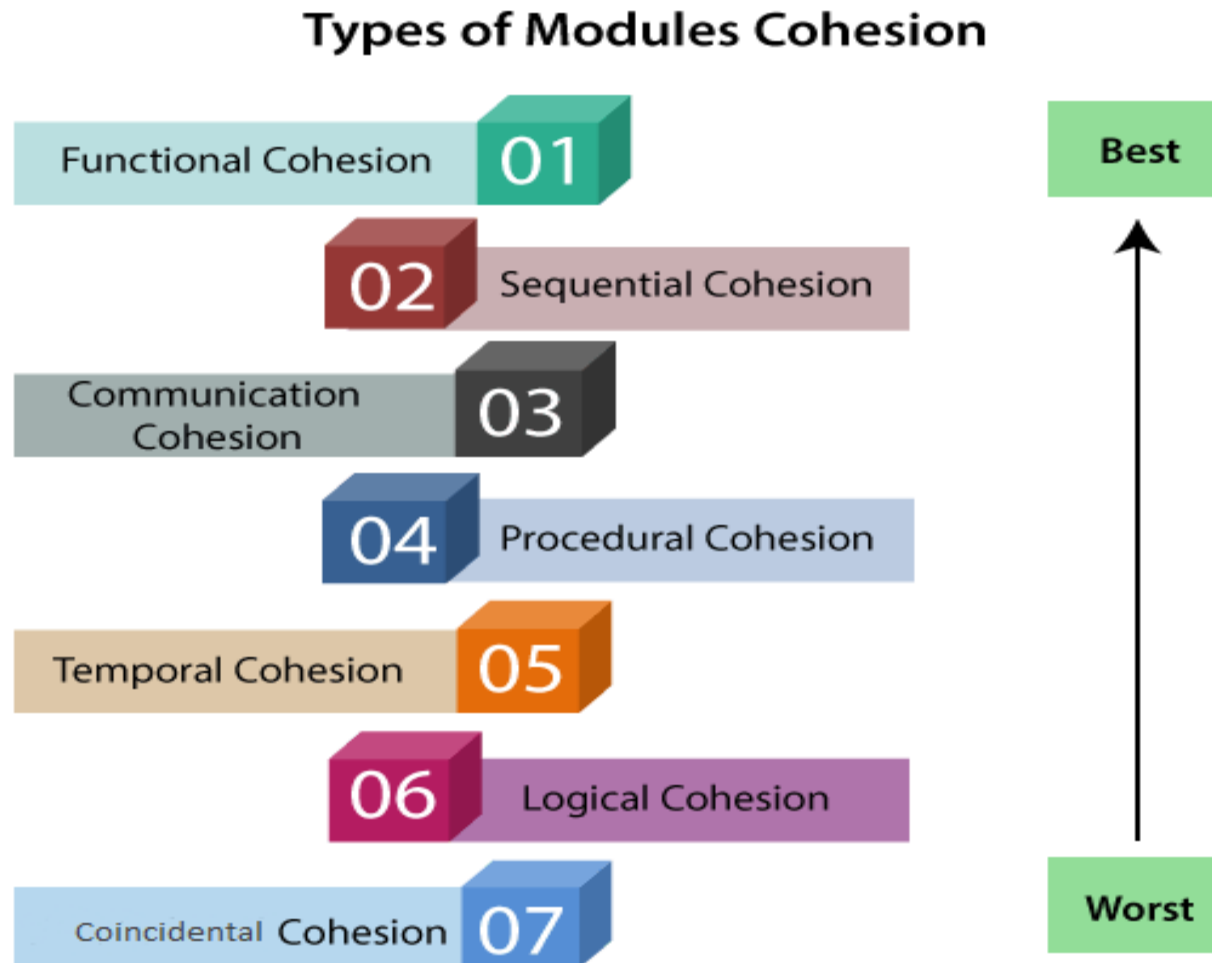 Types of Modules Cohesion
Functional Cohesion 01
Best
02 Sequential Cohesion
Communication
Cohesion
03
04 Procedural Cohesion
Temporal Cohesion 05
06 Logical Cohesion
Coincidental Cohesion 07
Worst